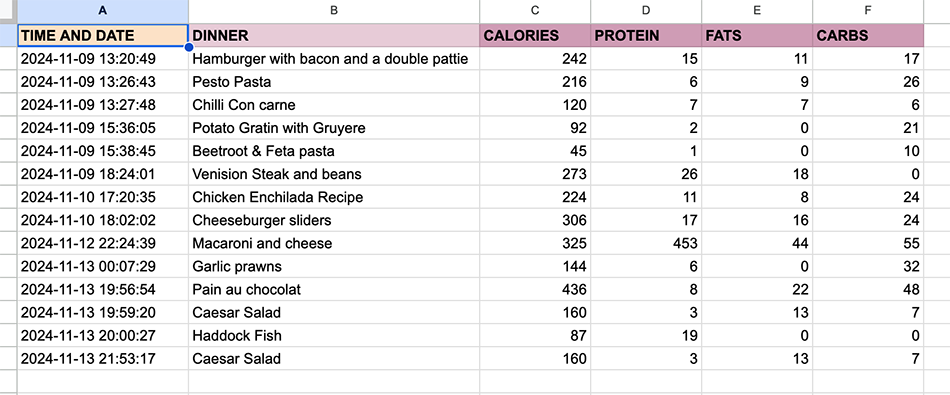 A B C D E F
TIME AND DATE DINNER CALORIES PROTEIN FATS CARBS
2024-11-09 13:20:49 Hamburger with bacon and a double pattie 242 15 11 17
2024-11-09 13:26:43 Pesto Pasta 216 6 9 26
2024-11-09 13:27:48 Chilli Con carne 120 7 7 6
2024-11-09 15:36:05 Potato Gratin with Gruyere 92 2 0 21
2024-11-09 15:38:45 Beetroot & Feta pasta 45 1 0 10
2024-11-09 18:24:01 Venision Steak and beans 273 26 18 0
2024-11-10 17:20:35 Chicken Enchilada Recipe 224 11 8 24
2024-11-10 18:02:02 Cheeseburger sliders 306 17 16 24
2024-11-12 22:24:39 Macaroni and cheese 325 453 44 55
2024-11-13 00:07:29 Garlic prawns 144 6 0 32
2024-11-13 19:56:54 Pain au chocolat 436 8 22 48
2024-11-13 19:59:20 Caesar Salad 160 3 13 7
2024-11-13 20:00:27 Haddock Fish 87 19 0 0
2024-11-13 21:53:17 Caesar Salad 160 3 13 7